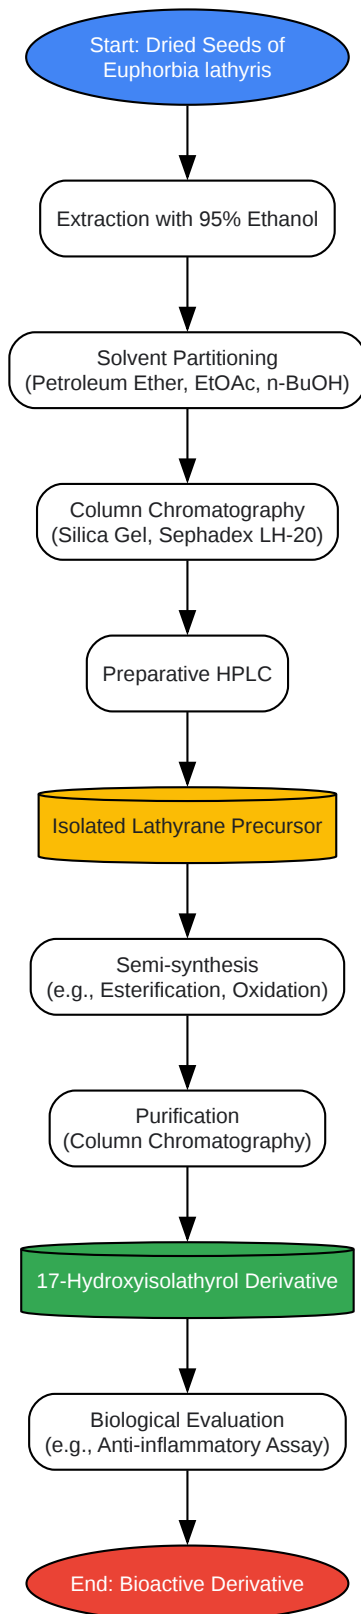 Start: Dried Seeds of
Euphorbia lathyris
Extraction with 95% Ethanol
Solvent Partitioning
(Petroleum Ether, EtOAc, n-BuOH)
Column Chromatography
(Silica Gel, Sephadex LH-20)
Preparative HPLC
Isolated Lathyrane Precursor
Semi-synthesis
(e.g., Esterification, Oxidation)
Purification
(Column Chromatography)
17-Hydroxyisolathyrol Derivative
Biological Evaluation
(e.g., Anti-inflammatory Assay)
End: Bioactive Derivative